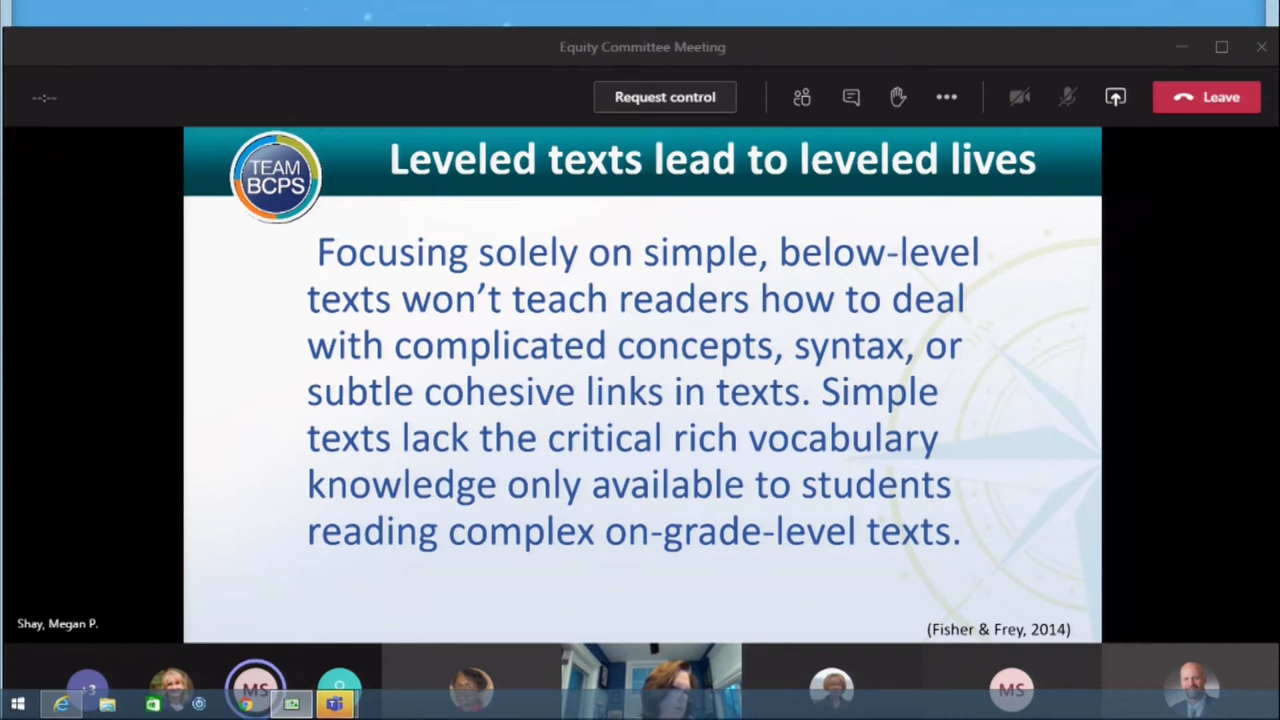 Equity Committee Meeting
--:--
Request control
Leave
TEAM
BCPS
Leveled texts lead to leveled lives
Focusing solely on simple, below-level
texts won’t teach readers how to deal
with complicated concepts, syntax, or
subtle cohesive links in texts. Simple
texts lack the critical rich vocabulary
knowledge only available to students
reading complex on-grade-level texts.
(Fisher & Frey, 2014)
Shay, Megan P.
+3
MS
MS